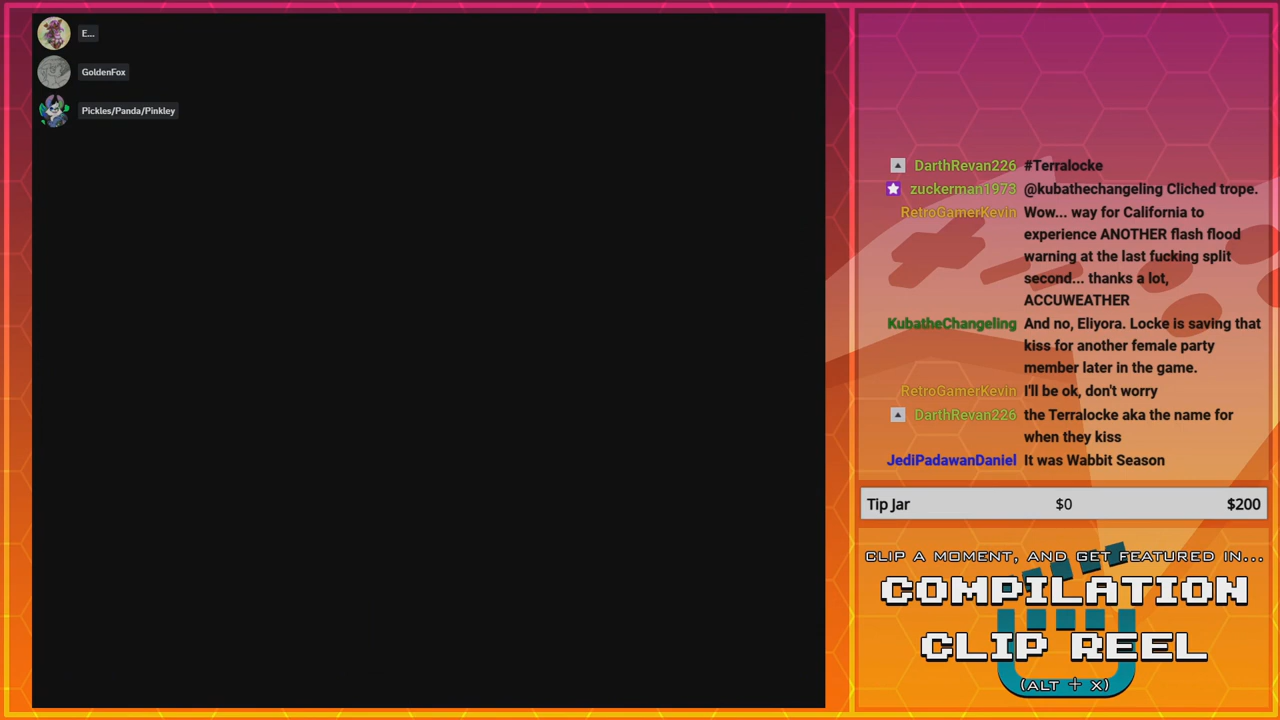 E...
GoldenFox
Pickles/Panda/Pinkley
DarthRevan226 #Terralocke
zuckerman1973 @kubathechangeling Cliched trope.
RetroGamerKevin Wow... way for California to
experience ANOTHER flash flood
warning at the last fucking split
second... thanks a lot,
ACCUWEATHER
KubatheChangeling And no, Eliyora. Locke is saving that
kiss for another female party
member later in the game.
RetroGamerKevin I'll be ok, don't worry
DarthRevan226 the Terralocke aka the name for
when they kiss
JediPadawanDaniel It was Wabbit Season
Tip Jar $0 $200
CLIP A MOMENT, AND GET FEATURED IN...
COMPILATION
CLIP REEL
(ALT + X)